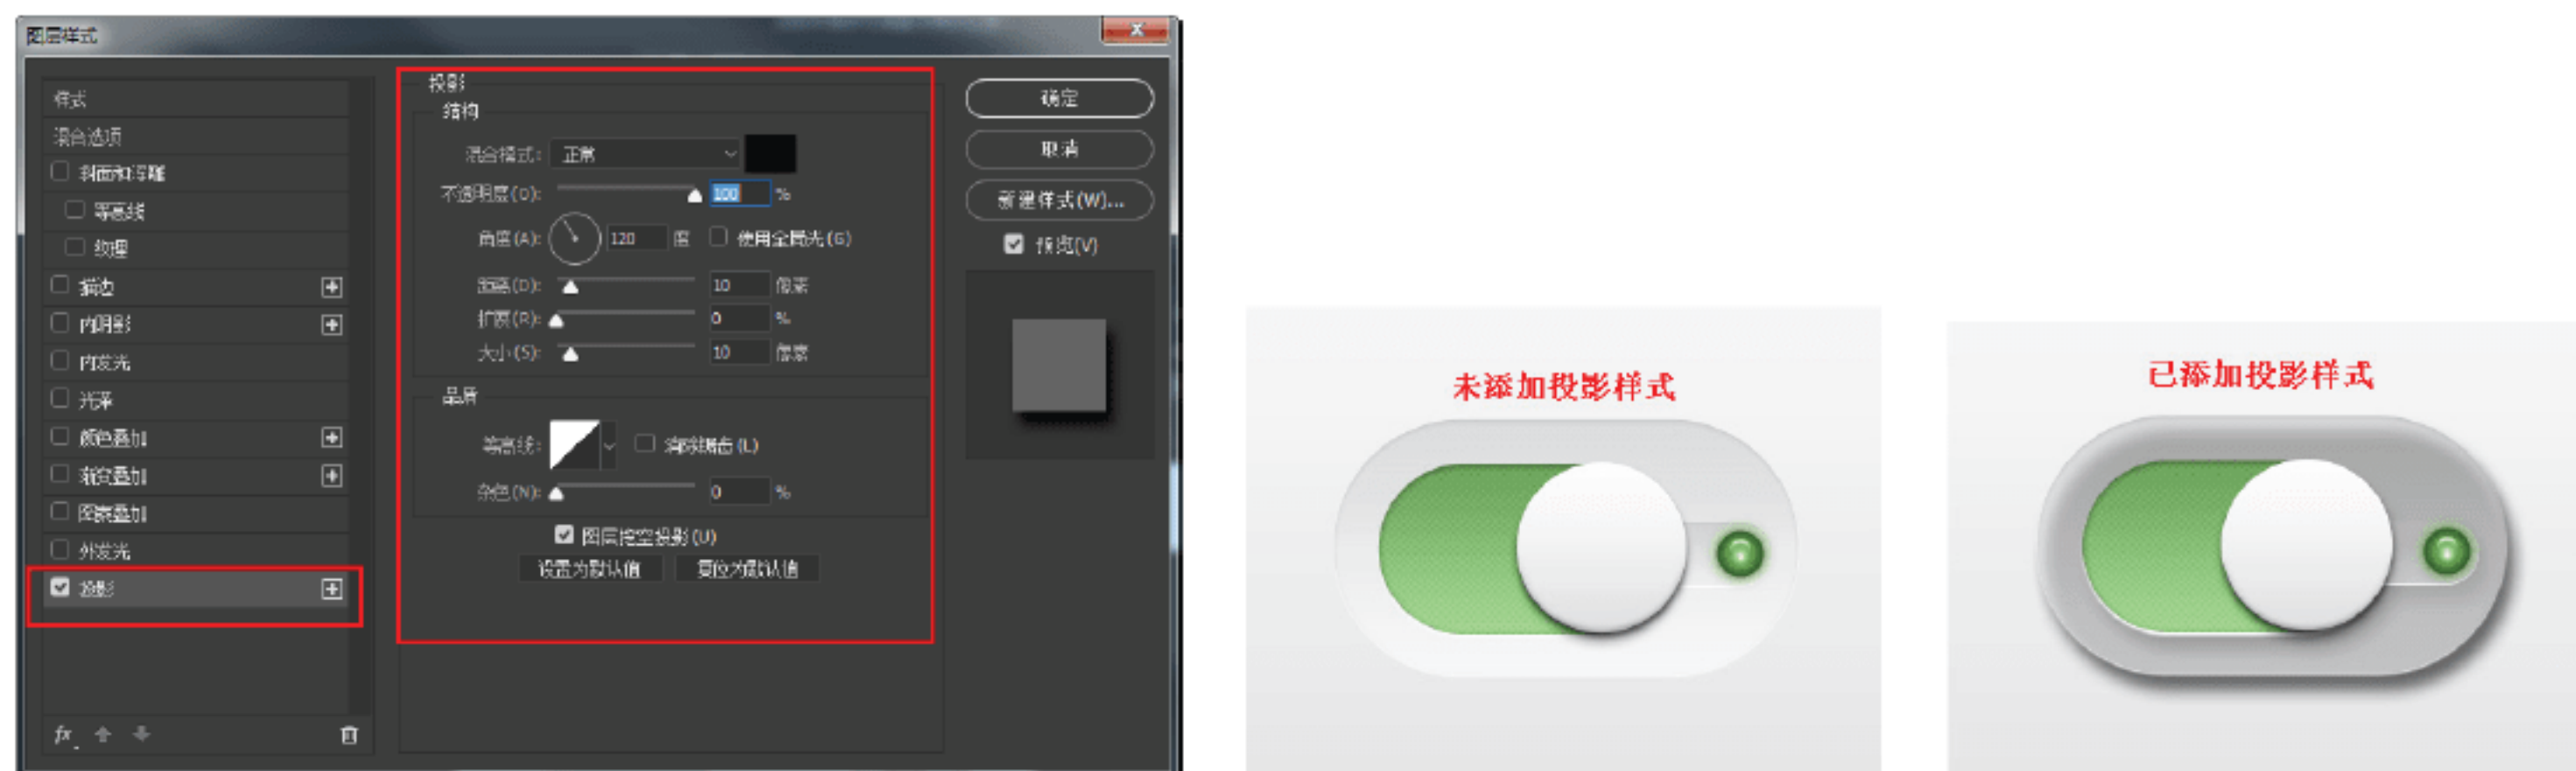 图层样式
样式
混合选项
斜面和浮雕
等高线
纹理
描边
内阴影
内发光
光泽
颜色叠加
渐变叠加
图案叠加
外发光
投影
fx
投影
结构
混合模式: 正常
不透明度(O): 100 %
角度(A): 120 度 使用全局光(G)
距离(D): 10 像素
扩展(R): 0 %
大小(S): 10 像素
品质
等高线: 消除锯齿(L)
杂色(N): 0 %
图层挖空投影(U)
设置为默认值 复位为默认值
确定
取消
新建样式(W)...
预览(V)
未添加投影样式
已添加投影样式